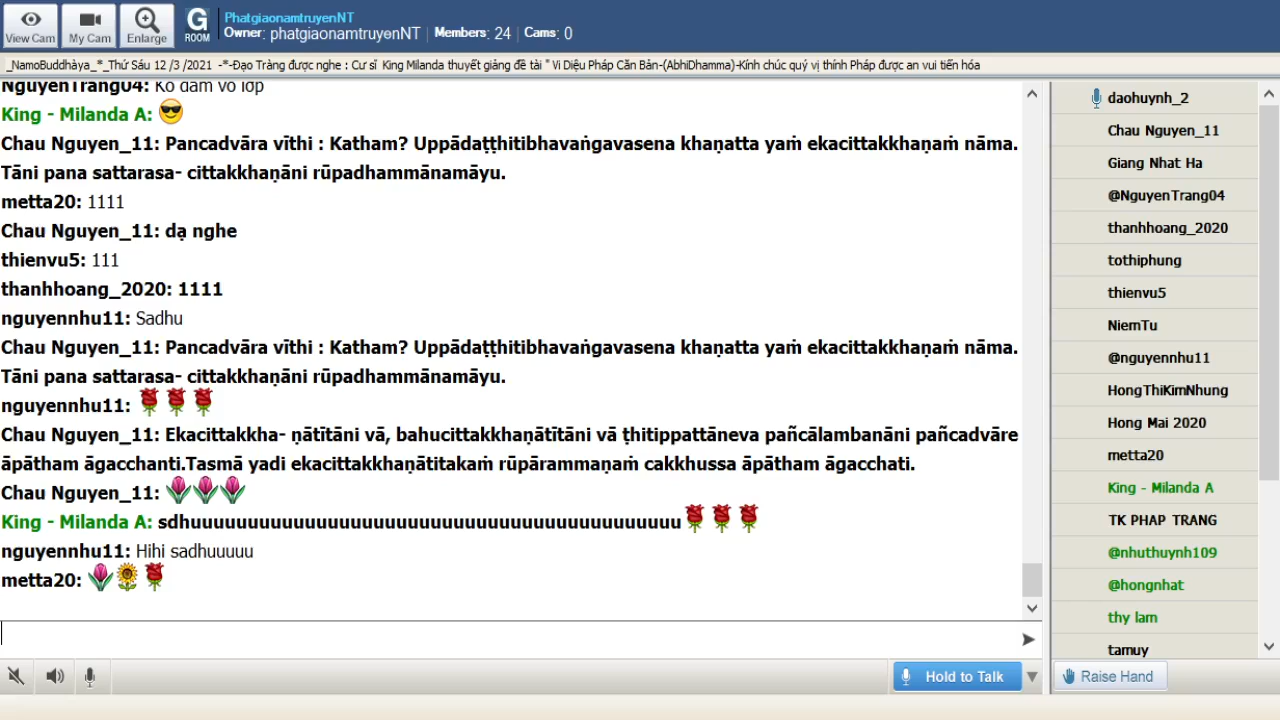 View Cam
My Cam
Enlarge
G
ROOM
PhatgiaonamtruyenNT
Owner: phatgiaonamtruyenNT | Members: 24 | Cams: 0
_NamoBuddhàya_*_Thứ Sáu 12 /3 /2021 -*-Đạo Tràng được nghe : Cư sĩ King Milanda thuyết giảng đề tài " Vi Diệu Pháp Căn Bản-(AbhiDhamma)-Kính chúc quý vị thính Pháp được an vui tiến hóa
NguyenTrang04: Ko dám vô lớp
King - Milanda A:
Chau Nguyen_11: Pancadvāra vīthi : Katham? Uppādaṭṭhitibhavaṅgavasena khaṇatta yaṁ ekacittakkhaṇaṁ nāma.
Tāni pana sattarasa- cittakkhaṇāni rūpadhammānamāyu.
metta20: 1111
Chau Nguyen_11: dạ nghe
thienvu5: 111
thanhhoang_2020: 1111
nguyennhu11: Sadhu
Chau Nguyen_11: Pancadvāra vīthi : Katham? Uppādaṭṭhitibhavaṅgavasena khaṇatta yaṁ ekacittakkhaṇaṁ nāma.
Tāni pana sattarasa- cittakkhaṇāni rūpadhammānamāyu.
nguyennhu11:
Chau Nguyen_11: Ekacittakkha- ṇātītāni vā, bahucittakkhaṇātītāni vā ṭhitippattāneva pañcālambanāni pañcadvāre
āpātham āgacchanti.Tasmā yadi ekacittakkhaṇātitakaṁ rūpārammaṇaṁ cakkhussa āpātham āgacchati.
Chau Nguyen_11:
King - Milanda A: sdhuuuuuuuuuuuuuuuuuuuuuuuuuuuuuuuuuuuuuuuuuuuuuuuu
nguyennhu11: Hihi sadhuuuuu
metta20:
Hold to Talk
daohuynh_2
Chau Nguyen_11
Giang Nhat Ha
@NguyenTrang04
thanhhoang_2020
tothiphung
thienvu5
NiemTu
@nguyennhu11
HongThiKimNhung
Hong Mai 2020
metta20
King - Milanda A
TK PHAP TRANG
@nhuthuynh109
@hongnhat
thy lam
tamuy
Raise Hand